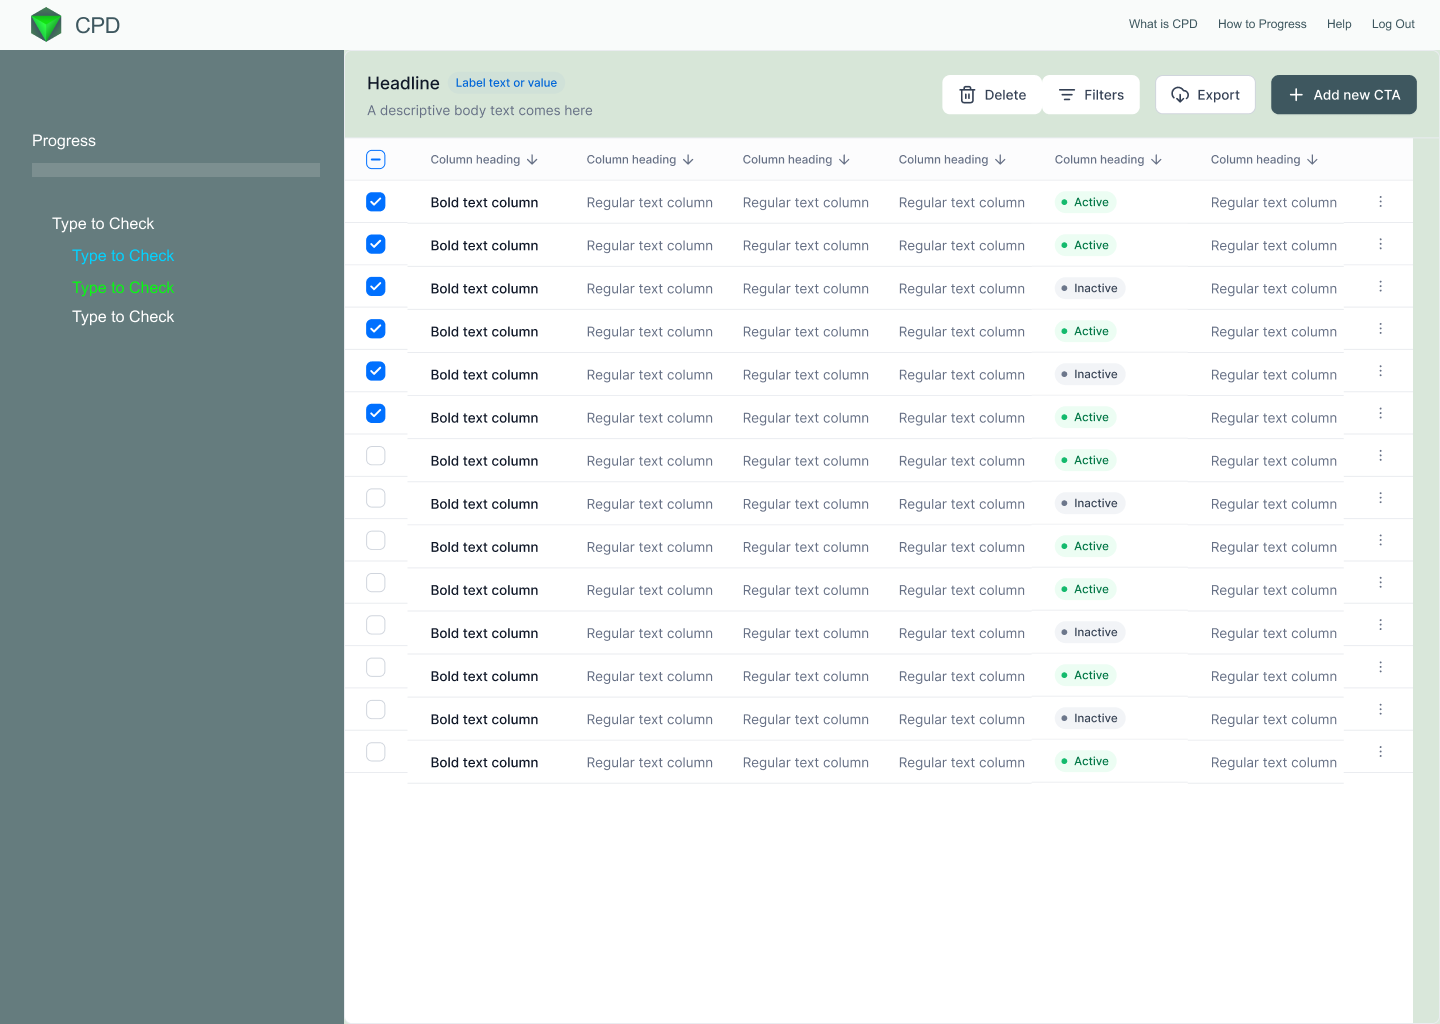 CPD What is CPD How to Progress Help Log Out
Progress
Type to Check
Type to Check
Type to Check
Type to Check
Headline Label text or value
A descriptive body text comes here
Delete Filters Export Add new CTA
Column heading Column heading Column heading Column heading Column heading Column heading
Bold text column Regular text column Regular text column Regular text column Active Regular text column
Bold text column Regular text column Regular text column Regular text column Active Regular text column
Bold text column Regular text column Regular text column Regular text column Inactive Regular text column
Bold text column Regular text column Regular text column Regular text column Active Regular text column
Bold text column Regular text column Regular text column Regular text column Inactive Regular text column
Bold text column Regular text column Regular text column Regular text column Active Regular text column
Bold text column Regular text column Regular text column Regular text column Active Regular text column
Bold text column Regular text column Regular text column Regular text column Inactive Regular text column
Bold text column Regular text column Regular text column Regular text column Active Regular text column
Bold text column Regular text column Regular text column Regular text column Active Regular text column
Bold text column Regular text column Regular text column Regular text column Inactive Regular text column
Bold text column Regular text column Regular text column Regular text column Active Regular text column
Bold text column Regular text column Regular text column Regular text column Inactive Regular text column
Bold text column Regular text column Regular text column Regular text column Active Regular text column